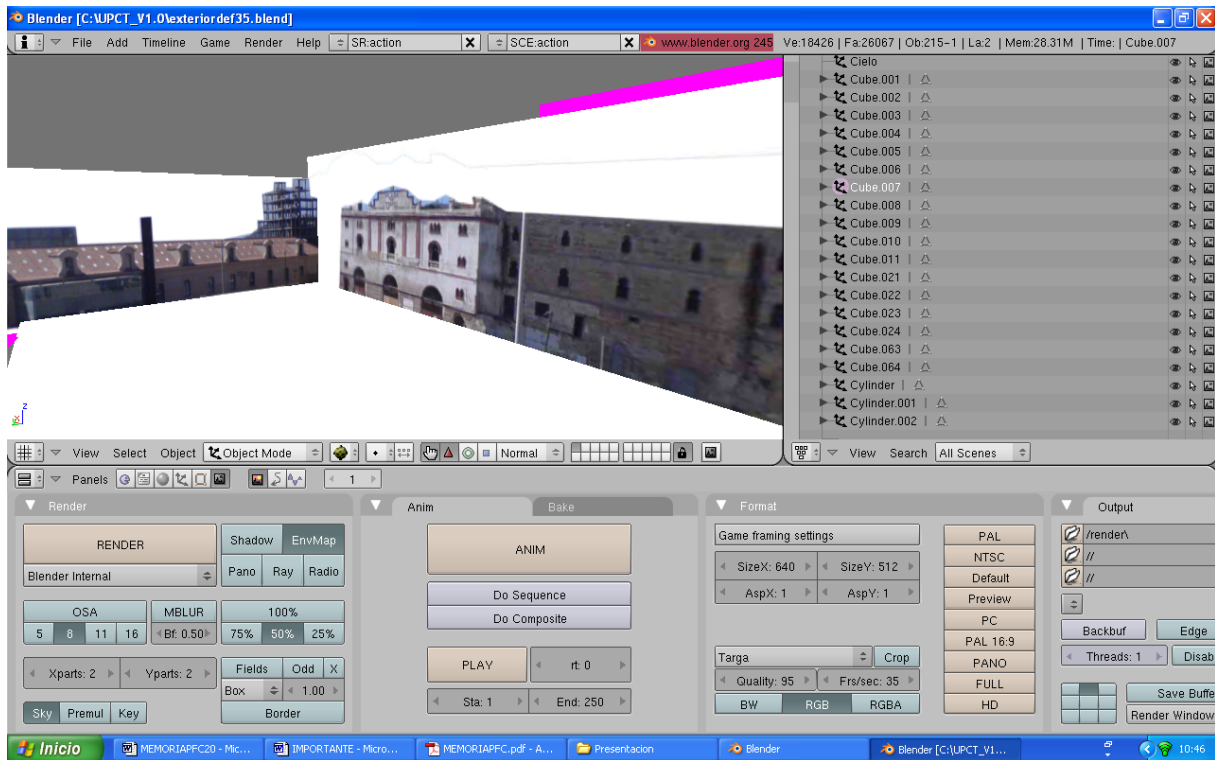 Blender [C:\UPCT_V1.0\exteriordef35.blend]
File Add Timeline Game Render Help SR:action X SCE:action X www.blender.org 245 Ve:18426 | Fa:26067 | Ob:215-1 | La:2 | Mem:28.31M | Time: | Cube.007
Cielo
Cube.001
Cube.002
Cube.003
Cube.004
Cube.005
Cube.006
Cube.007
Cube.008
Cube.009
Cube.010
Cube.011
Cube.021
Cube.022
Cube.023
Cube.024
Cube.063
Cube.064
Cylinder
Cylinder.001
Cylinder.002
z
x
View Select Object Object Mode Normal
View Search All Scenes
Panels 1
Render
RENDER
Blender Internal
Shadow EnvMap
Pano Ray Radio
OSA MBLUR 100%
5 8 11 16 Bf: 0.50 75% 50% 25%
Xparts: 2 Yparts: 2 Fields Odd X
Box 1.00
Sky Premul Key Border
Anim Bake
ANIM
Do Sequence
Do Composite
PLAY rt: 0
Sta: 1 End: 250
Format
Game framing settings
SizeX: 640 SizeY: 512
AspX: 1 AspY: 1
Targa Crop
Quality: 95 Frs/sec: 35
BW RGB RGBA
PAL
NTSC
Default
Preview
PC
PAL 16:9
PANO
FULL
HD
Output
/render\
//
//
Backbuf Edge
Threads: 1 Disab
Save Buffe
Render Window
Inicio MEMORIAPFC20 - Mic... IMPORTANTE - Micro... MEMORIAPFC.pdf - A... Presentacion Blender Blender [C:\UPCT_V1... 10:46